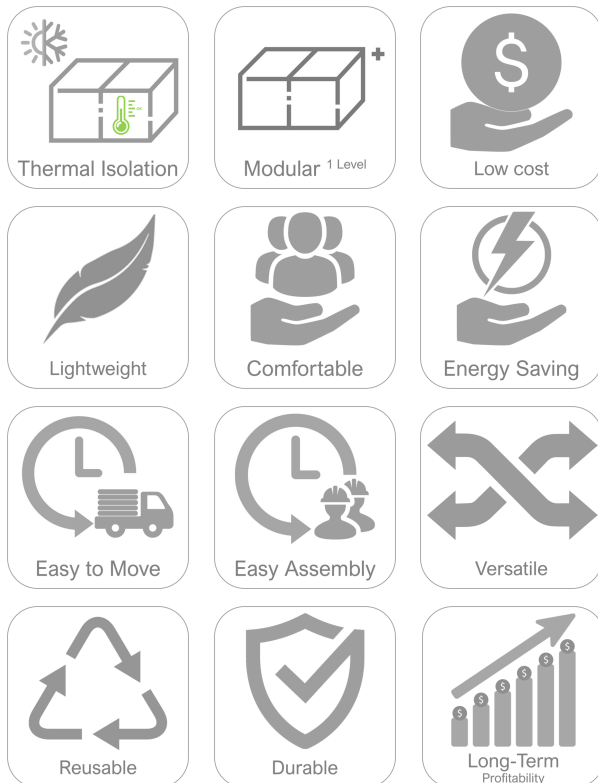 Thermal Isolation
Modular 1 Level
$
Low cost
Lightweight
Comfortable
Energy Saving
Easy to Move
Easy Assembly
Versatile
Reusable
Durable
$ $ $ $ $ $
Long-Term
Profitability